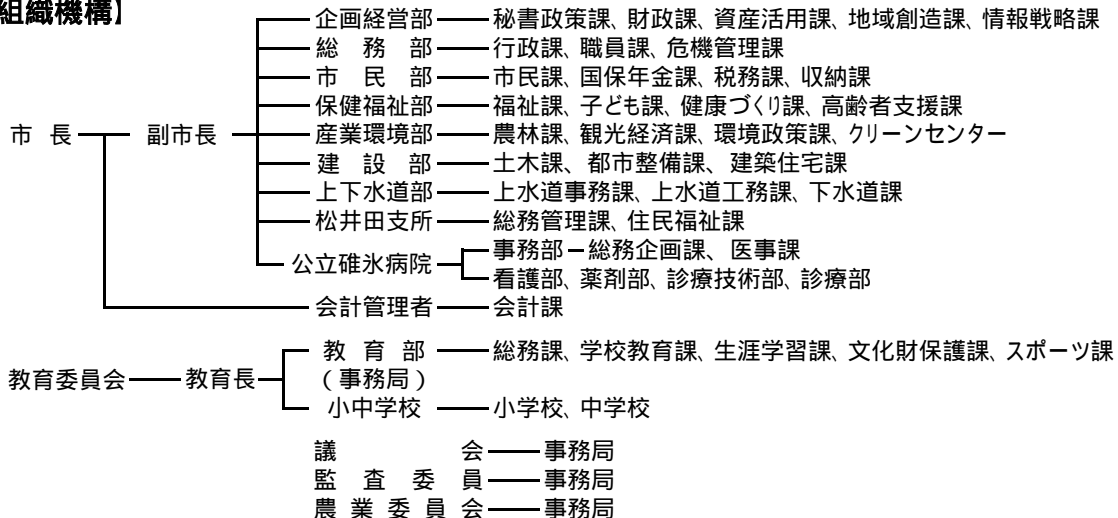 組織機構】
企画経営部 秘書政策課、財政課、資産活用課、地域創造課、情報戦略課
総務部 行政課、職員課、危機管理課
市民部 市民課、国保年金課、税務課、収納課
保健福祉部 福祉課、子ども課、健康づくり課、高齢者支援課
市長 副市長 産業環境部 農林課、観光経済課、環境政策課、クリーンセンター
建設部 土木課、都市整備課、建築住宅課
上下水道部 上水道事務課、上水道工務課、下水道課
松井田支所 総務管理課、住民福祉課
公立碓氷病院 事務部 総務企画課、医事課
看護部、薬剤部、診療技術部、診療部
会計管理者 会計課
教育委員会 教育長 教育部 総務課、学校教育課、生涯学習課、文化財保護課、スポーツ課
(事務局)
小中学校 小学校、中学校
議会 事務局
監査委員 事務局
農業委員会 事務局